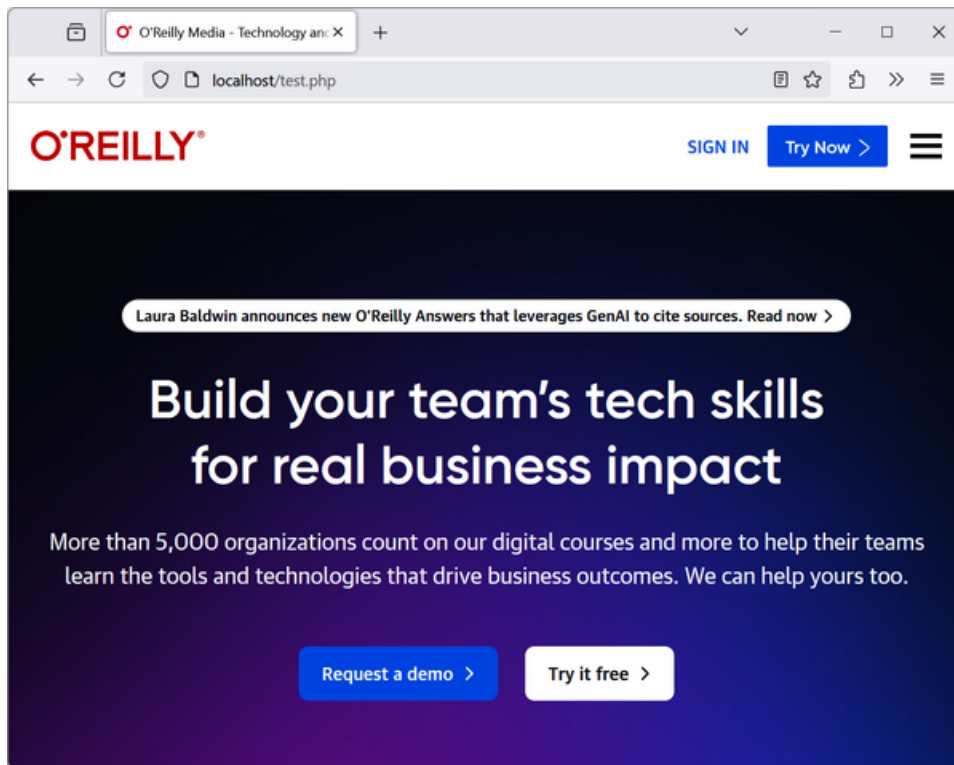 O'Reilly Media - Technology and
localhost/test.php
O'REILLY®
SIGN IN
Try Now
Laura Baldwin announces new O'Reilly Answers that leverages GenAI to cite sources. Read now
Build your team's tech skills
for real business impact
More than 5,000 organizations count on our digital courses and more to help their teams
learn the tools and technologies that drive business outcomes. We can help yours too.
Request a demo
Try it free